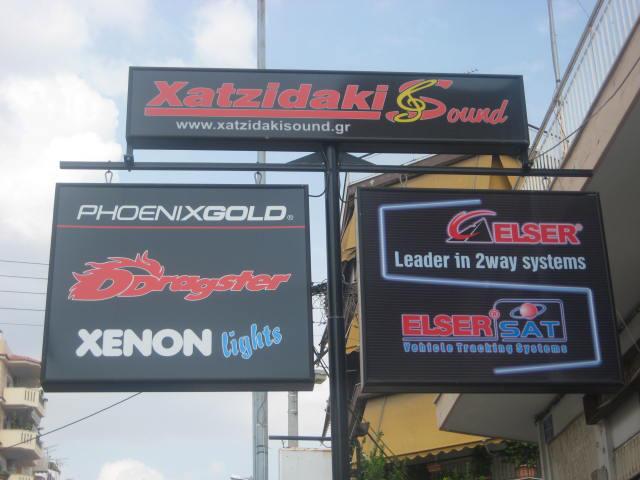 Xatzidaki Sound
www.xatzidakisound.gr
PHOENIXGOLD®
Dragster
XENON lights
ELSER®
Leader in 2way systems
ELSER® SAT
Vehicle Tracking Systems